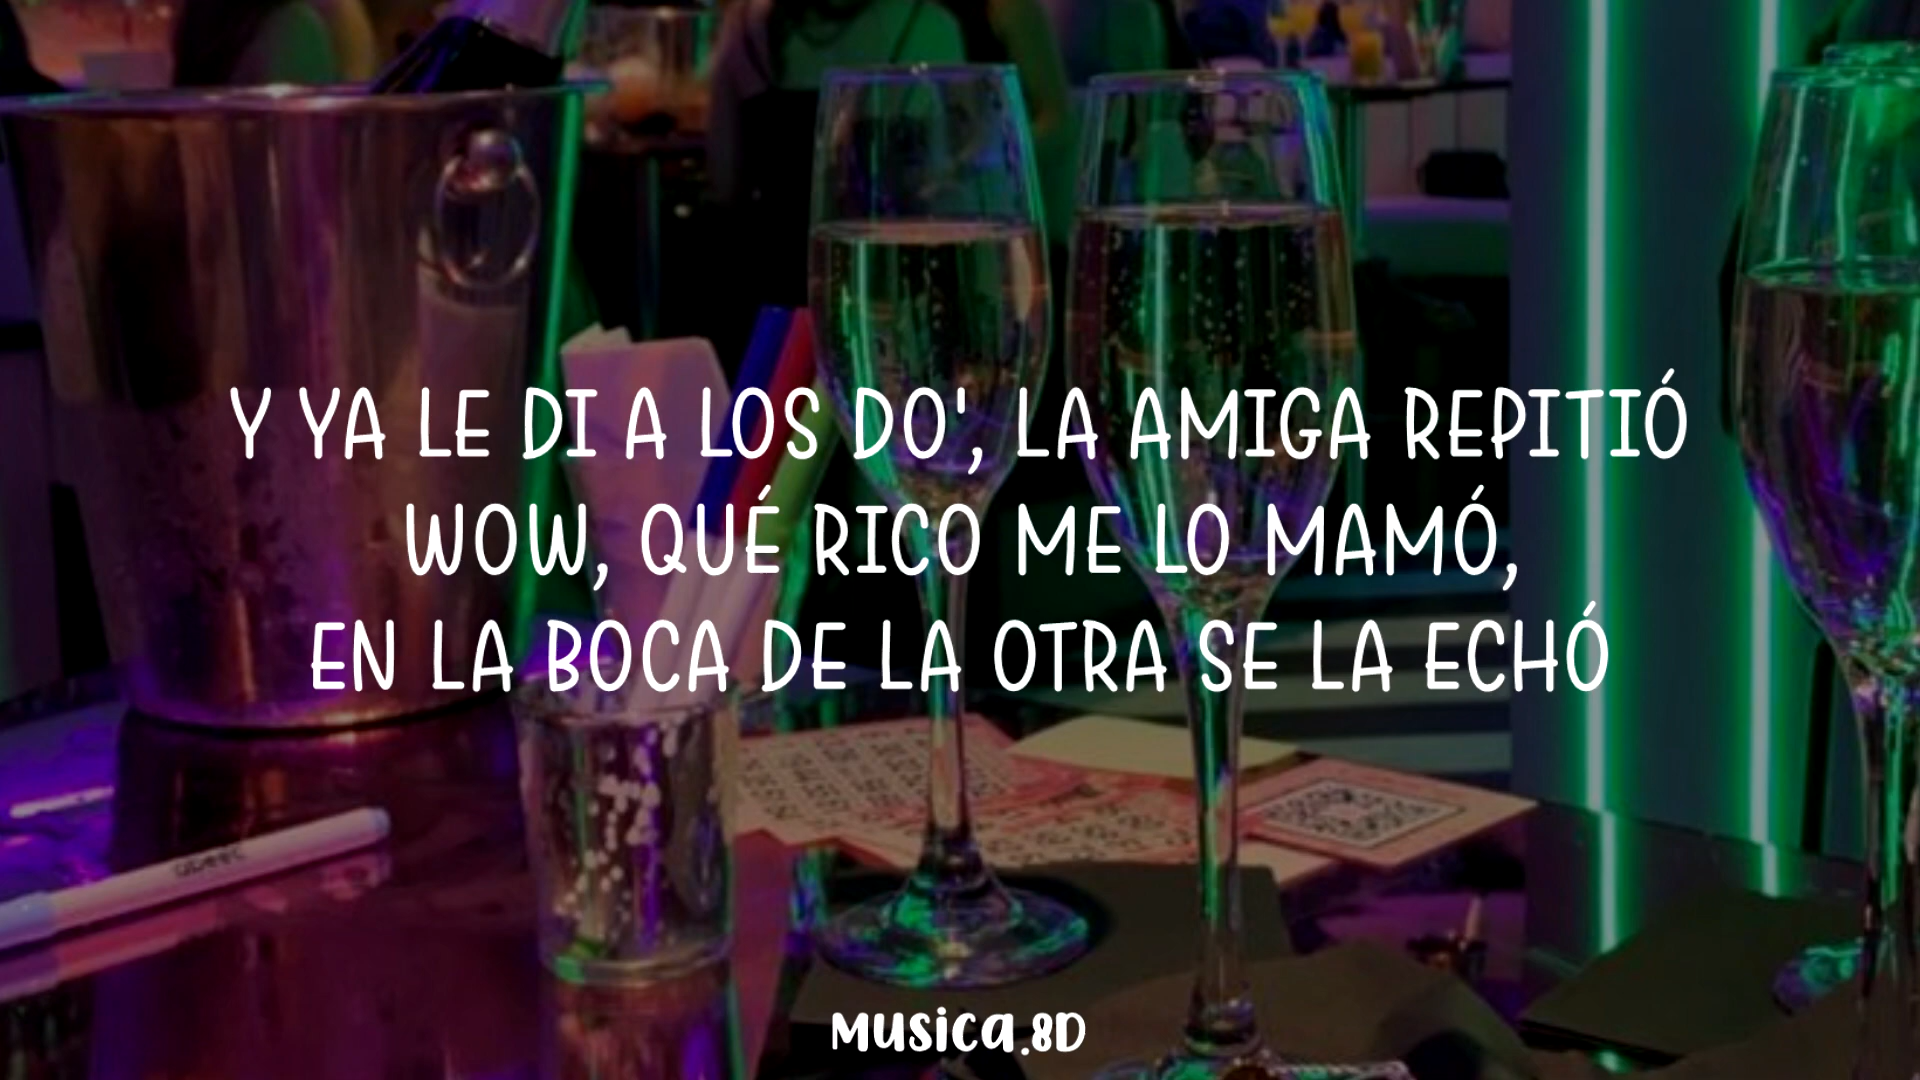 Y YA LE DI A LOS DO', LA AMIGA REPITIÓ
WOW, QUÉ RICO ME LO MAMÓ,
EN LA BOCA DE LA OTRA SE LA ECHÓ
MUSICA.8D